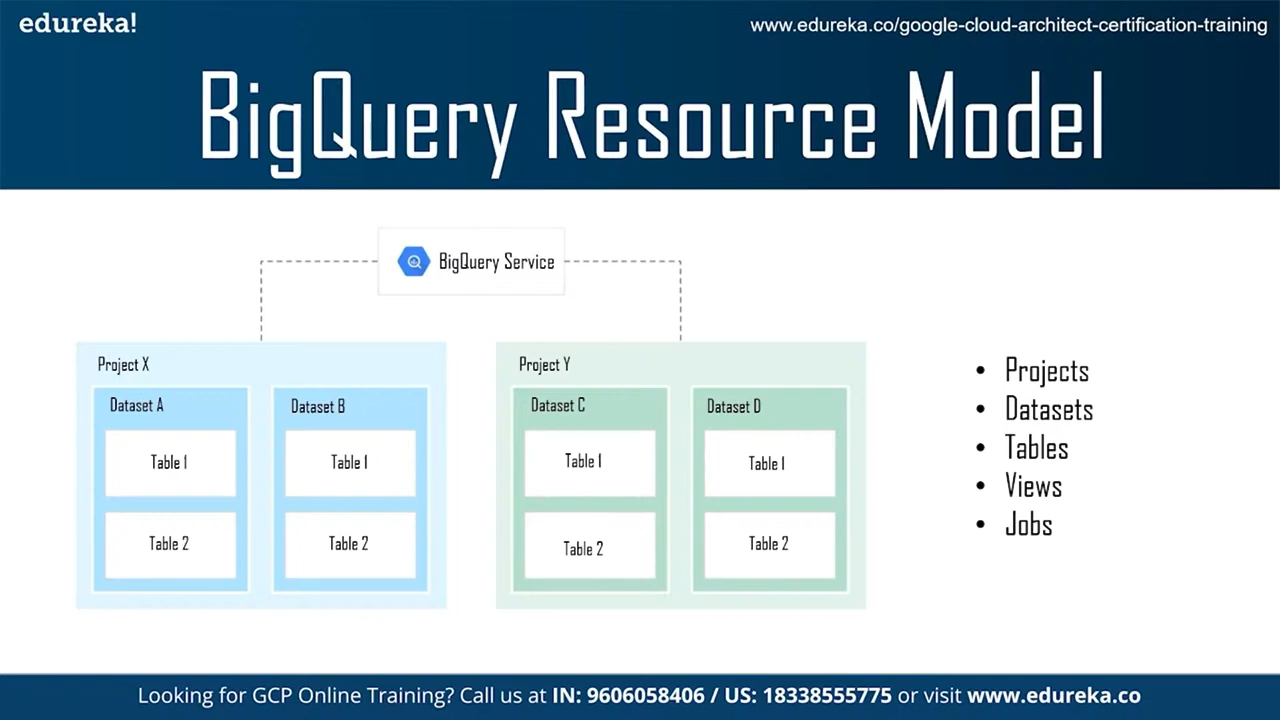 edureka!
www.edureka.co/google-cloud-architect-certification-training
BigQuery Resource Model
BigQuery Service
Project X
Dataset A
Table 1
Table 2
Dataset B
Table 1
Table 2
Project Y
Dataset C
Table 1
Table 2
Dataset D
Table 1
Table 2
• Projects
• Datasets
• Tables
• Views
• Jobs
Looking for GCP Online Training? Call us at IN: 9606058406 / US: 18338555775 or visit www.edureka.co